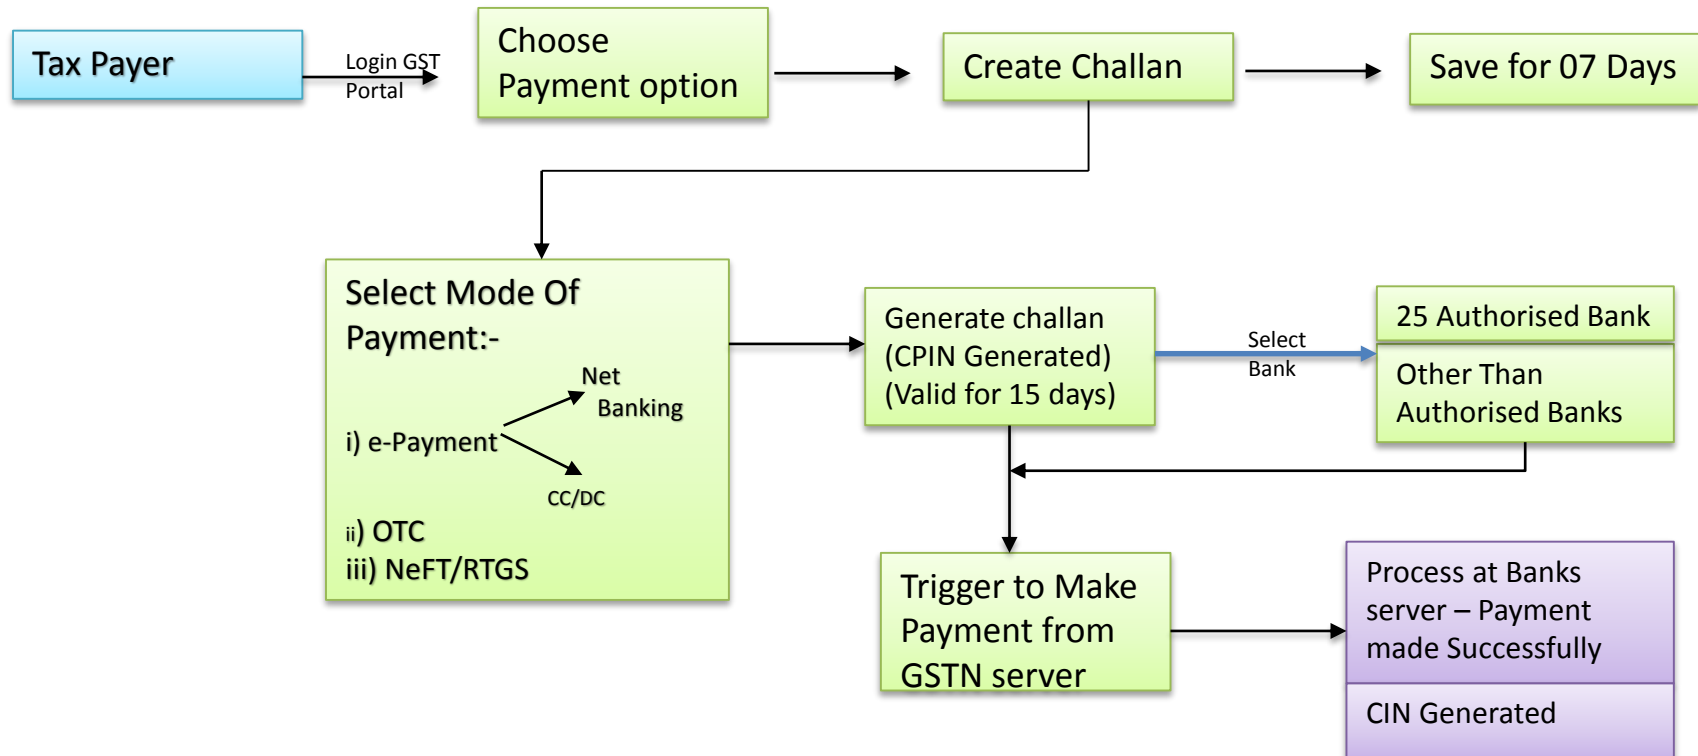 Tax Payer
Login GST
Portal
Choose
Payment option
Create Challan
Save for 07 Days
Select Mode Of
Payment:-
Net
Banking
i) e-Payment
CC/DC
ii) OTC
iii) NeFT/RTGS
Generate challan
(CPIN Generated)
(Valid for 15 days)
Select
Bank
25 Authorised Bank
Other Than
Authorised Banks
Trigger to Make
Payment from
GSTN server
Process at Banks
server – Payment
made Successfully
CIN Generated